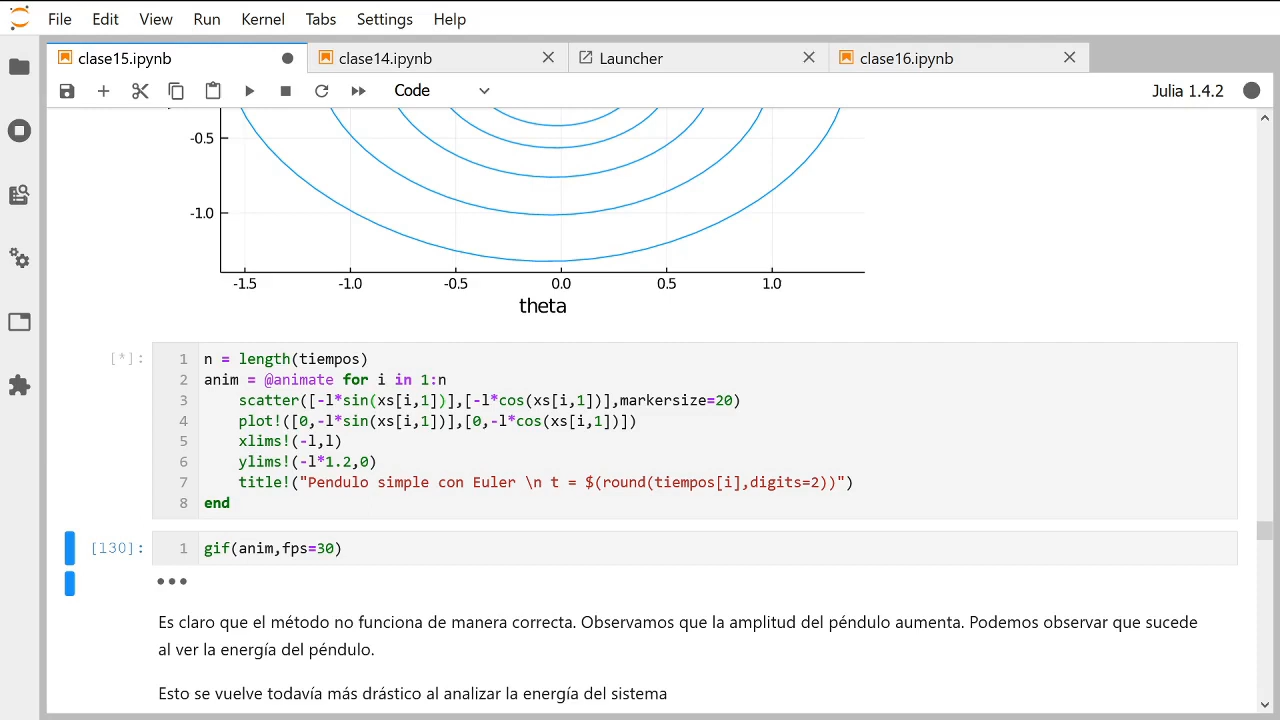 File Edit View Run Kernel Tabs Settings Help
clase15.ipynb clase14.ipynb Launcher clase16.ipynb
Code Julia 1.4.2
-0.5
-1.0
-1.5 -1.0 -0.5 0.0 0.5 1.0
theta
[*]:
1 n = length(tiempos)
2 anim = @animate for i in 1:n
3 scatter([-l*sin(xs[i,1])],[-l*cos(xs[i,1])],markersize=20)
4 plot!([0,-l*sin(xs[i,1])],[0,-l*cos(xs[i,1])])
5 xlims!(-l,l)
6 ylims!(-l*1.2,0)
7 title!("Pendulo simple con Euler \n t = $(round(tiempos[i],digits=2))")
8 end
[130]: 1 gif(anim,fps=30)
Es claro que el método no funciona de manera correcta. Observamos que la amplitud del péndulo aumenta. Podemos observar que sucede
al ver la energía del péndulo.
Esto se vuelve todavía más drástico al analizar la energía del sistema